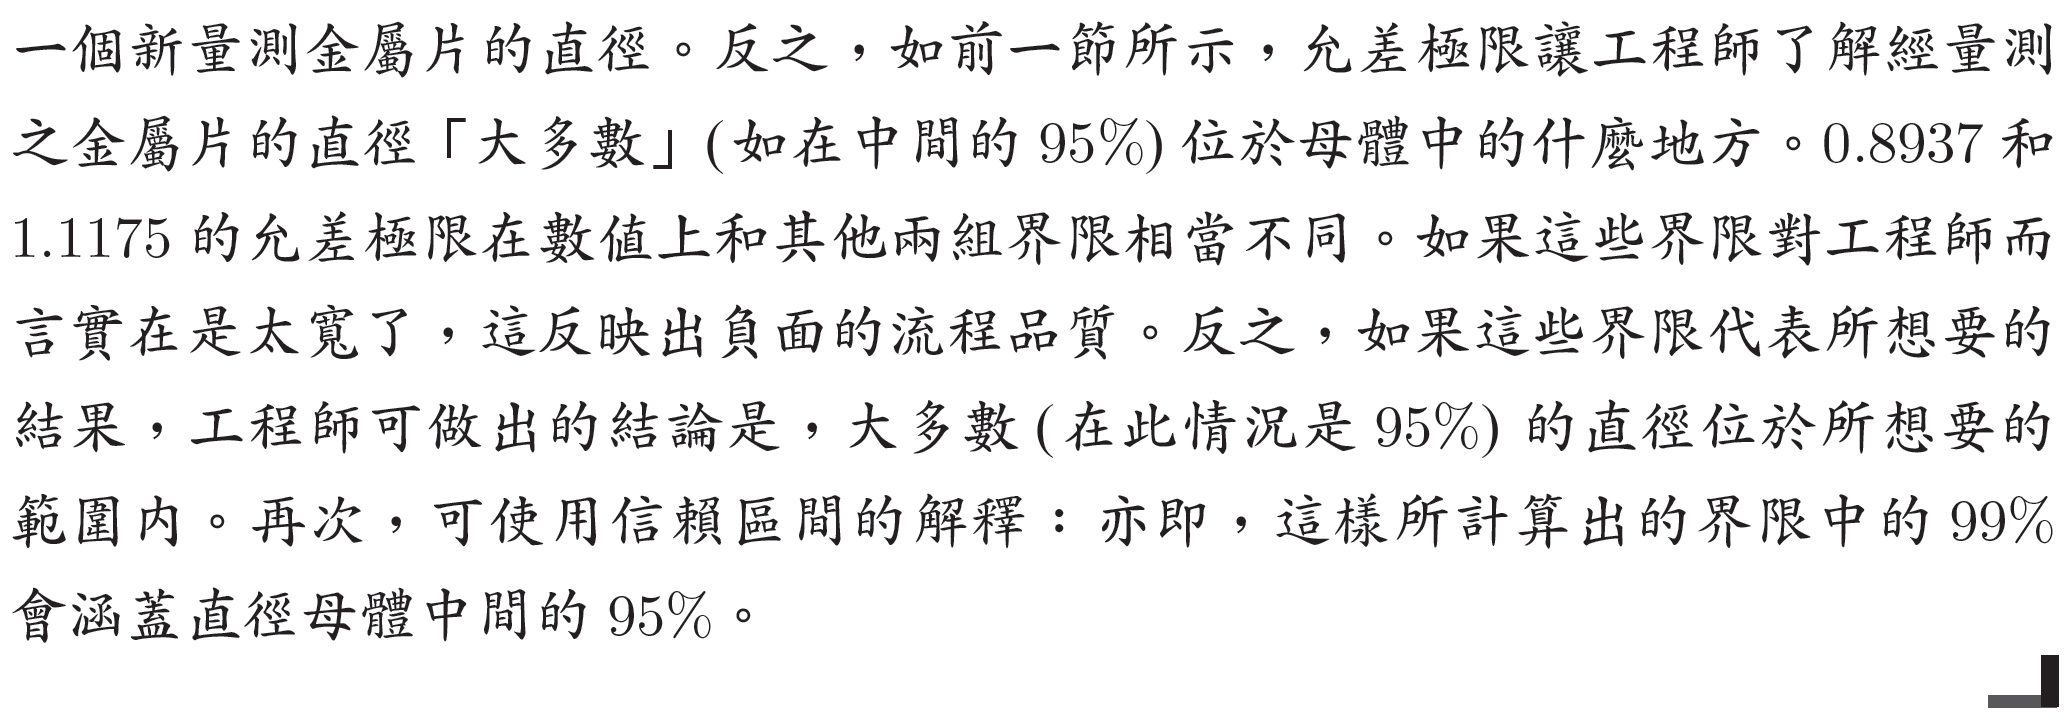 一個新量測金屬片的直徑。反之，如前一節所示，允差極限讓工程師了解經量測
之金屬片的直徑「大多數」(如在中間的 95%) 位於母體中的什麼地方。0.8937 和
1.1175 的允差極限在數值上和其他兩組界限相當不同。如果這些界限對工程師而
言實在是太寬了，這反映出負面的流程品質。反之，如果這些界限代表所想要的
結果，工程師可做出的結論是，大多數 (在此情況是 95%) 的直徑位於所想要的
範圍內。再次，可使用信賴區間的解釋：亦即，這樣所計算出的界限中的 99%
會涵蓋直徑母體中間的 95%。